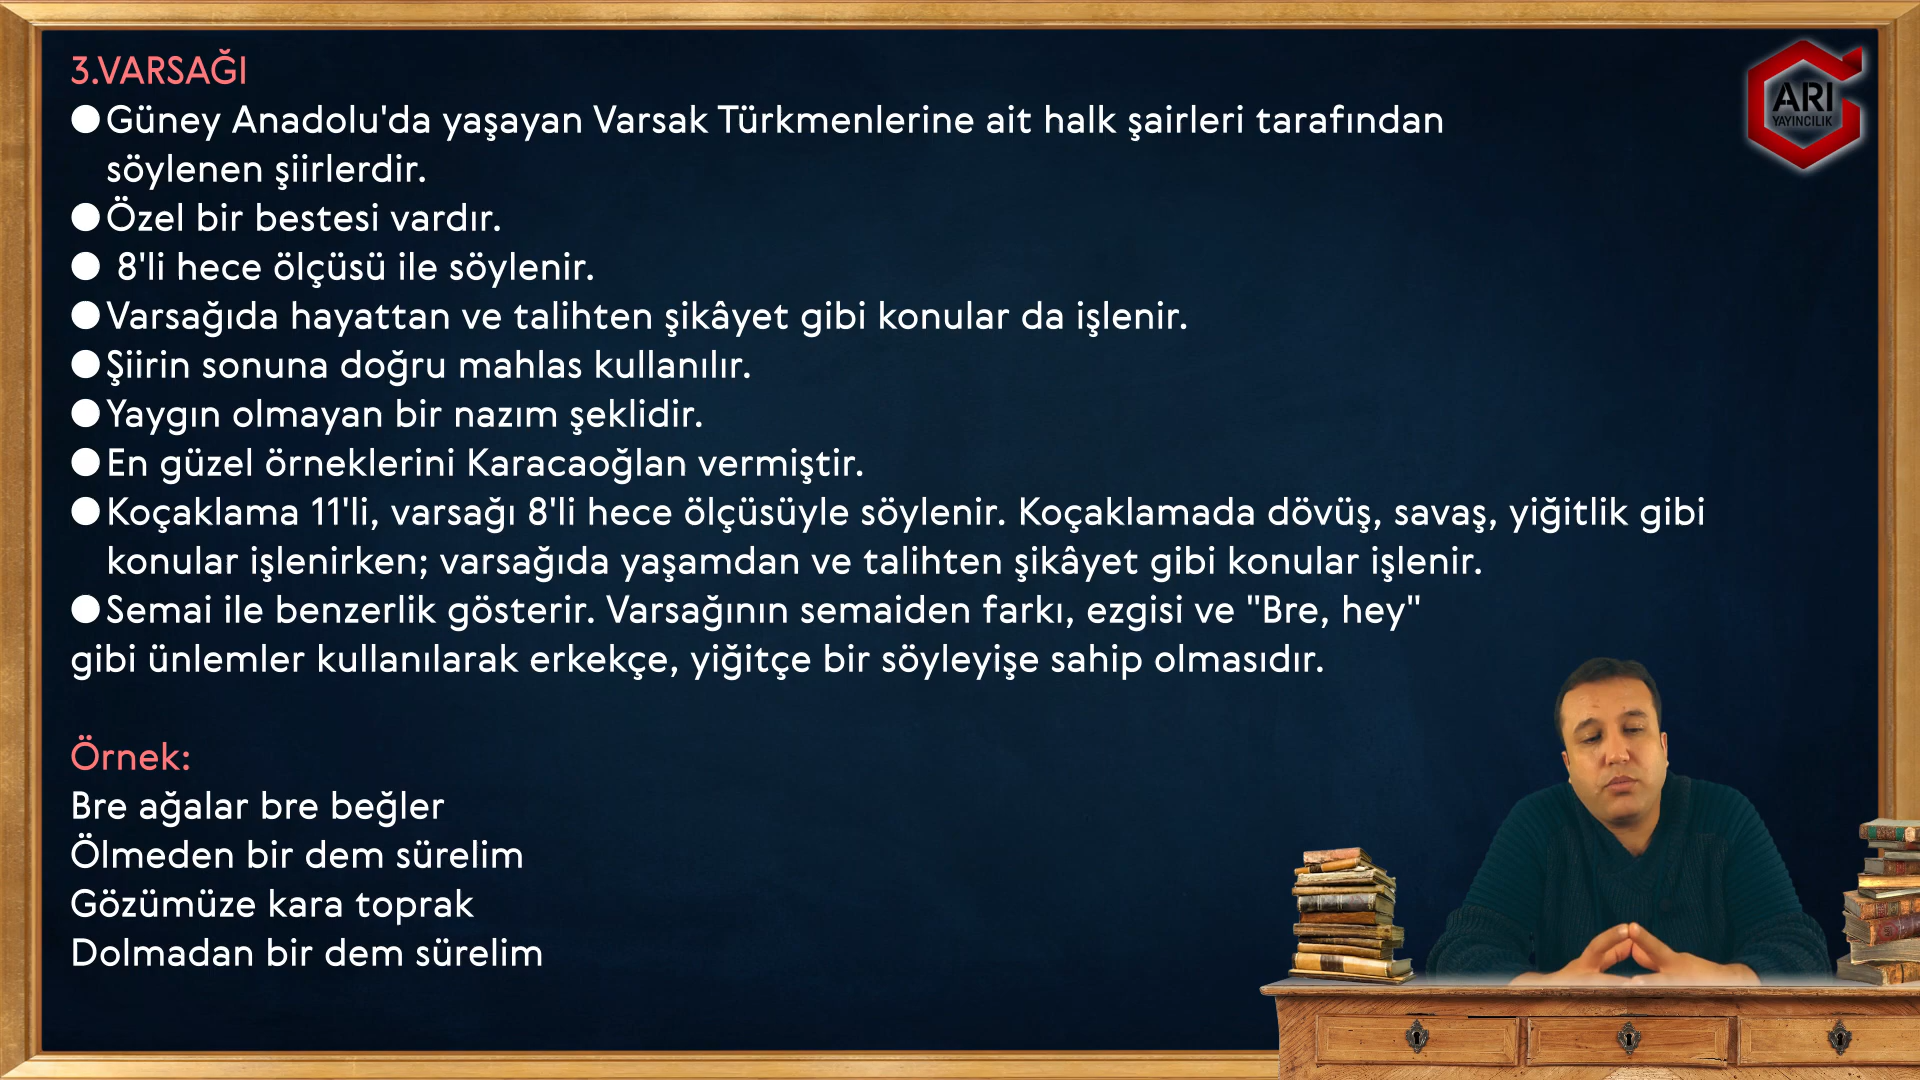 3.VARSAĞI
●Güney Anadolu'da yaşayan Varsak Türkmenlerine ait halk şairleri tarafından
söylenen şiirlerdir.
●Özel bir bestesi vardır.
● 8'li hece ölçüsü ile söylenir.
●Varsağıda hayattan ve talihten şikâyet gibi konular da işlenir.
●Şiirin sonuna doğru mahlas kullanılır.
●Yaygın olmayan bir nazım şeklidir.
●En güzel örneklerini Karacaoğlan vermiştir.
●Koçaklama 11'li, varsağı 8'li hece ölçüsüyle söylenir. Koçaklamada dövüş, savaş, yiğitlik gibi
konular işlenirken; varsağıda yaşamdan ve talihten şikâyet gibi konular işlenir.
●Semai ile benzerlik gösterir. Varsağının semaiden farkı, ezgisi ve "Bre, hey"
gibi ünlemler kullanılarak erkekçe, yiğitçe bir söyleyişe sahip olmasıdır.
Örnek:
Bre ağalar bre beğler
Ölmeden bir dem sürelim
Gözümüze kara toprak
Dolmadan bir dem sürelim
ARI
YAYINCILIK